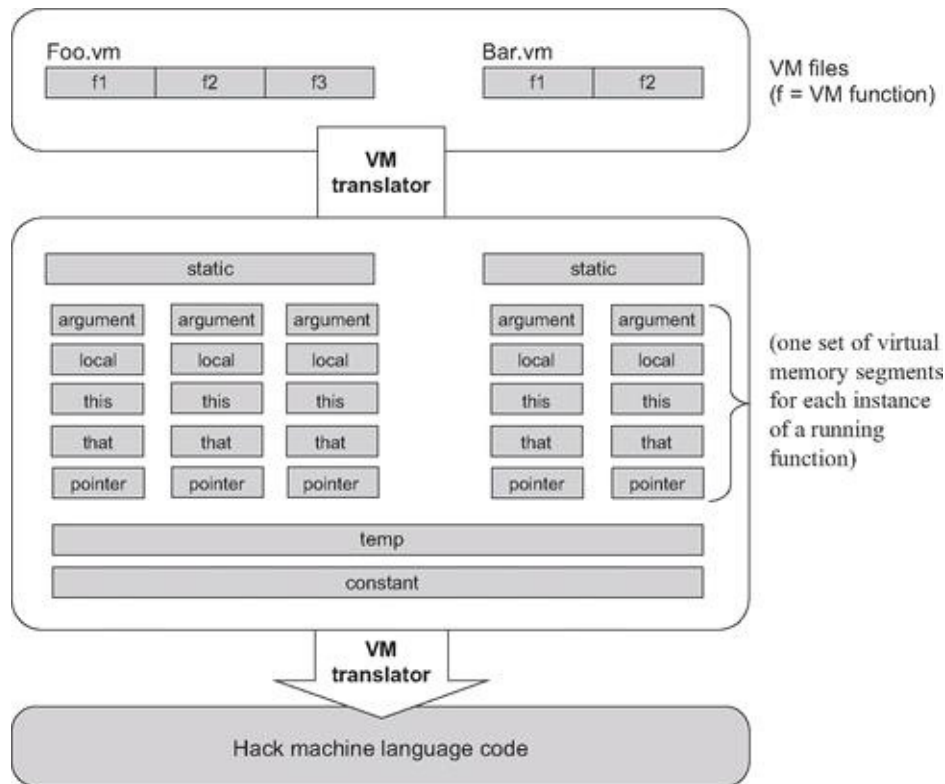 Foo.vm
f1 f2 f3
Bar.vm
f1 f2
VM files
(f = VM function)
VM
translator
static
static
argument argument argument argument argument
local local local local local
this this this this this
that that that that that
pointer pointer pointer pointer pointer
(one set of virtual
memory segments
for each instance
of a running
function)
temp
constant
VM
translator
Hack machine language code